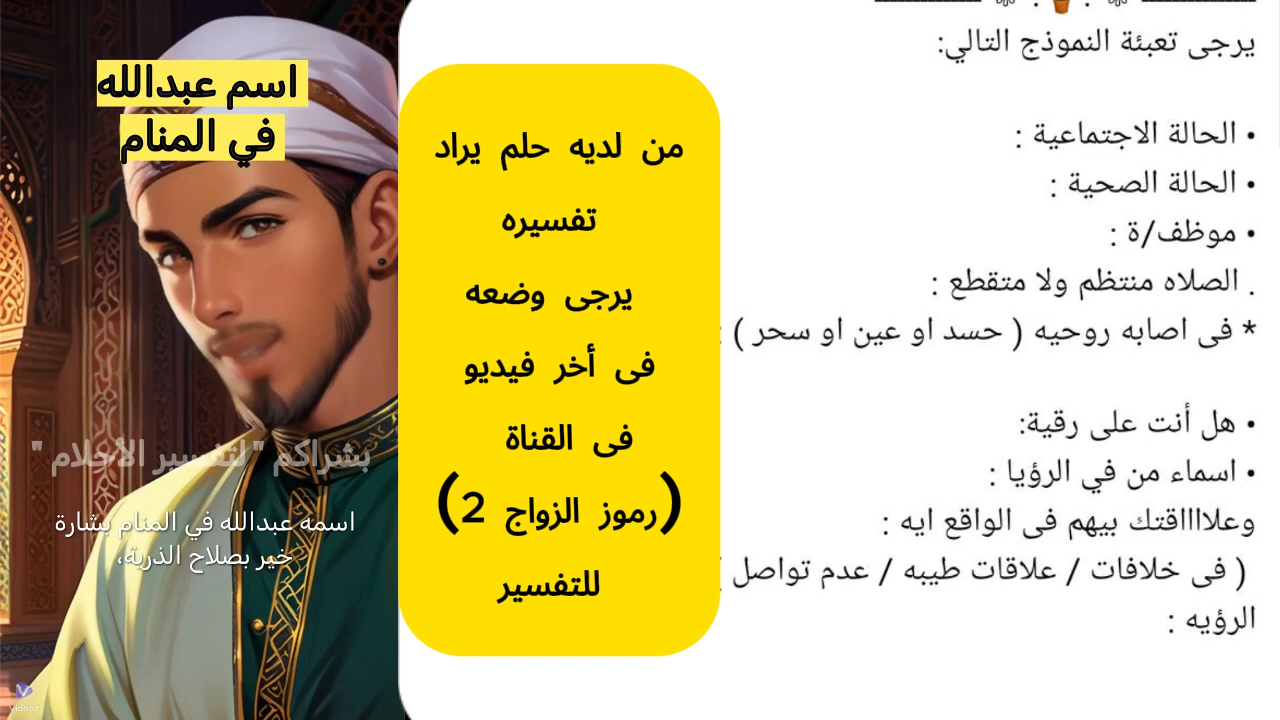 اسم عبدالله
في المنام
بشراكم " لتفسير الأحلام "
اسمه عبدالله في المنام بشارة
خير بصلاح الذرية،
Vidnoz
من لديه حلم يراد
تفسيره
يرجى وضعه
فى أخر فيديو
فى القناة
(رموز الزواج 2)
للتفسير
يرجى تعبئة النموذج التالي:
• الحالة الاجتماعية :
• الحالة الصحية :
• موظف/ة :
. الصلاه منتظم ولا متقطع :
* فى اصابه روحيه ( حسد او عين او سحر ) :
• هل أنت على رقية:
• اسماء من في الرؤيا :
وعلاااااقتك بيهم فى الواقع ايه :
( فى خلافات / علاقات طيبه / عدم تواصل )
الرؤيه :